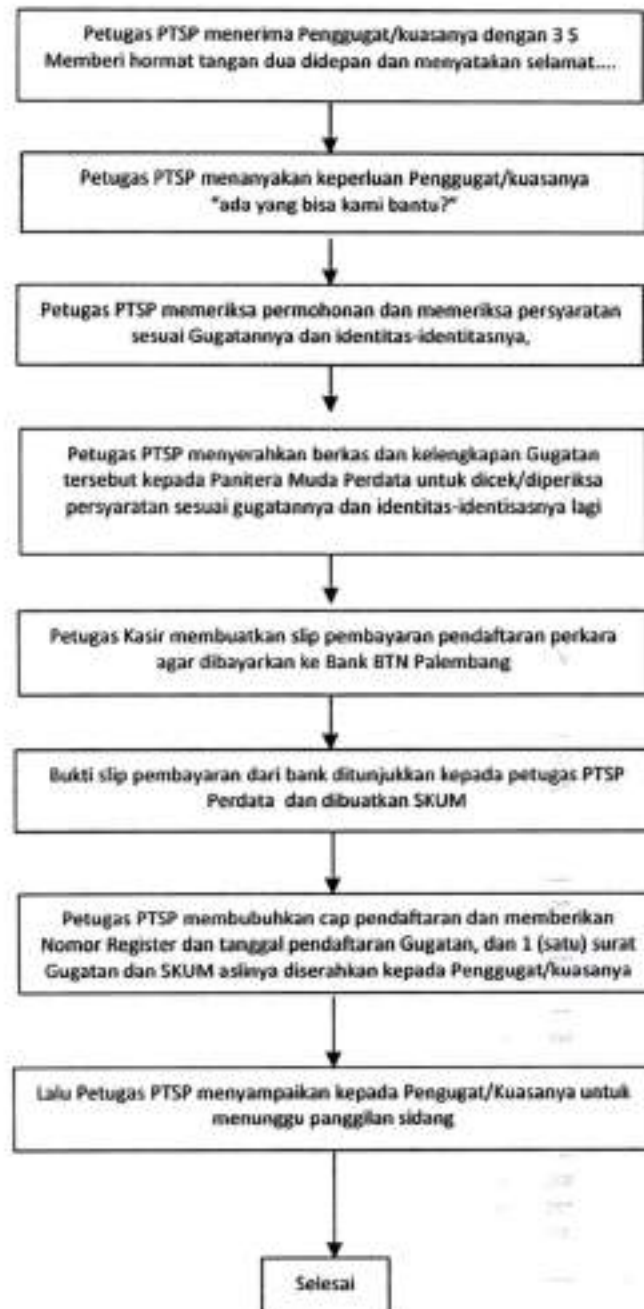 Petugas PTSP menerima Penggugat/kuasanya dengan 3 S
Memberi hormat tangan dua didepan dan menyatakan selamat....
Petugas PTSP menanyakan keperluan Penggugat/kuasanya
"ada yang bisa kami bantu?"
Petugas PTSP memeriksa permohonan dan memeriksa persyaratan
sesuai Gugatannya dan identitas-identitasnya,
Petugas PTSP menyerahkan berkas dan kelengkapan Gugatan
tersebut kepada Panitera Muda Perdata untuk dicek/diperiksa
persyaratan sesuai gugatannya dan identitas-identisasnya lagi
Petugas Kasir membuatkan slip pembayaran pendaftaran perkara
agar dibayarkan ke Bank BTN Palembang
Bukti slip pembayaran dari bank ditunjukkan kepada petugas PTSP
Perdata dan dibuatkan SKUM
Petugas PTSP membubuhkan cap pendaftaran dan memberikan
Nomor Register dan tanggal pendaftaran Gugatan, dan 1 (satu) surat
Gugatan dan SKUM aslinya diserahkan kepada Penggugat/kuasanya
Lalu Petugas PTSP menyampaikan kepada Pengugat/Kuasanya untuk
menunggu panggilan sidang
Selesai